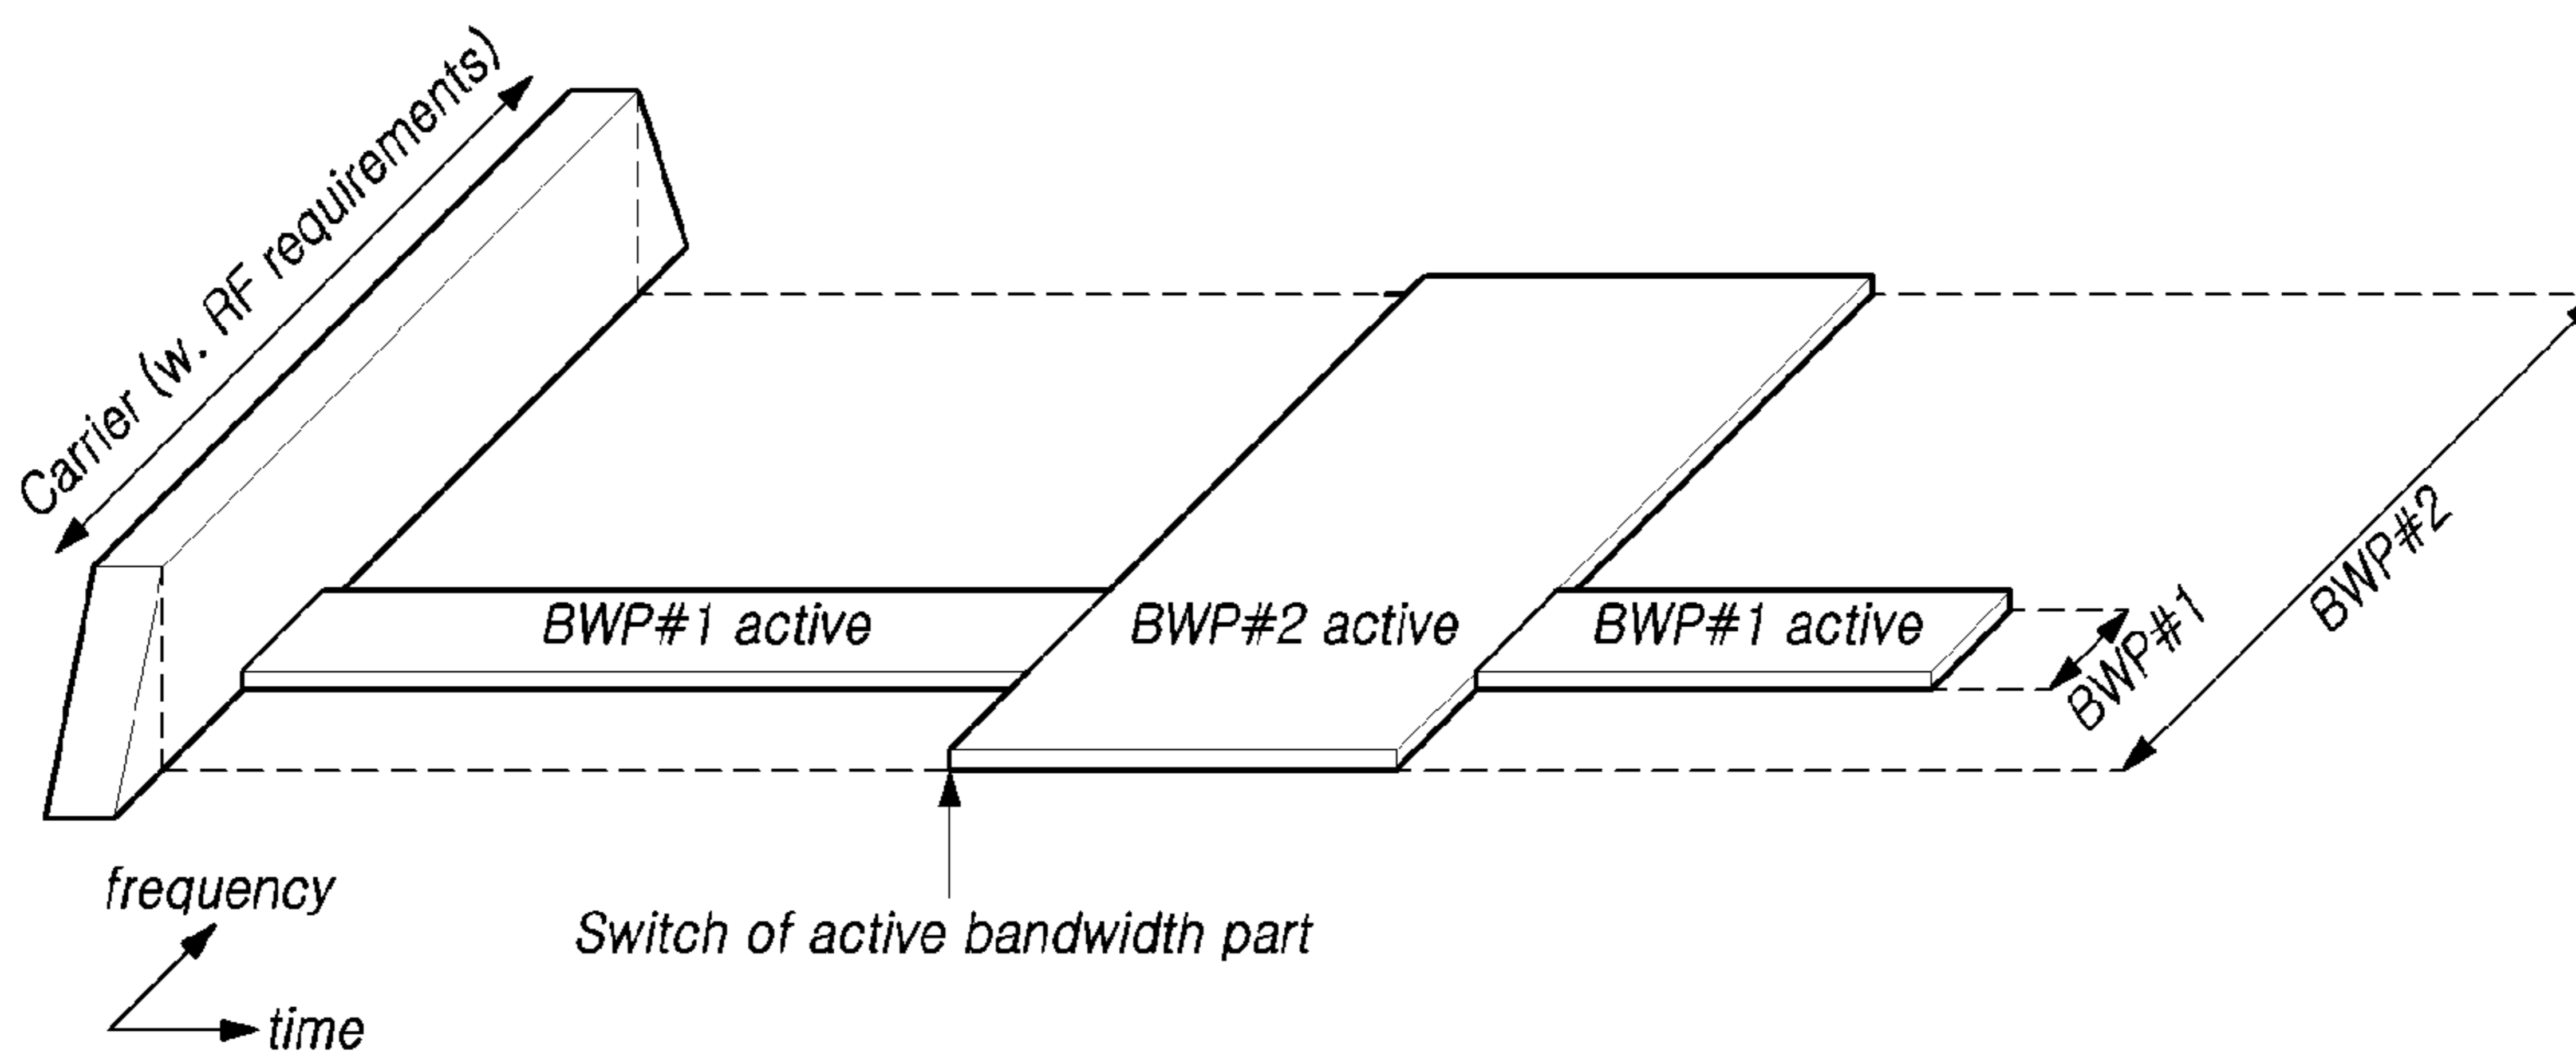 Carrier (w. RF requirements)
BWP#1 active
BWP#2 active
BWP#1 active
BWP#1
BWP#2
frequency
time
Switch of active bandwidth part